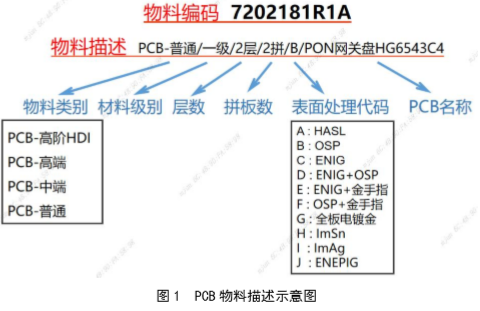 物料编码 7202181R1A
物料描述 PCB-普通/一级/2层/2拼/B/PON网关盘HG6543C4
物料类别 材料级别 层数 拼板数 表面处理代码 PCB名称
PCB-高阶HDI
PCB-高端
PCB-中端
PCB-普通
A：HASL
B：OSP
C：ENIG
D：ENIG+OSP
E：ENIG+金手指
F：OSP+金手指
G：全板电镀金
H：ImSn
I：ImAg
J：ENEPIG
图1 PCB物料描述示意图